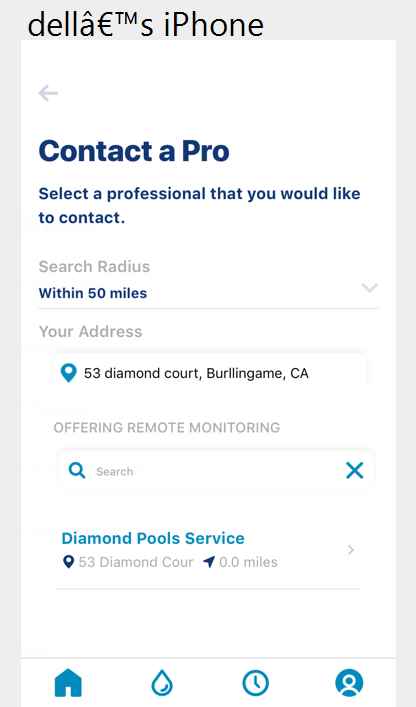 dellâ€™s iPhone
Contact a Pro
Select a professional that you would like
to contact.
Search Radius
Within 50 miles
Your Address
53 diamond court, Burllingame, CA
OFFERING REMOTE MONITORING
Search
Diamond Pools Service
53 Diamond Cour 0.0 miles